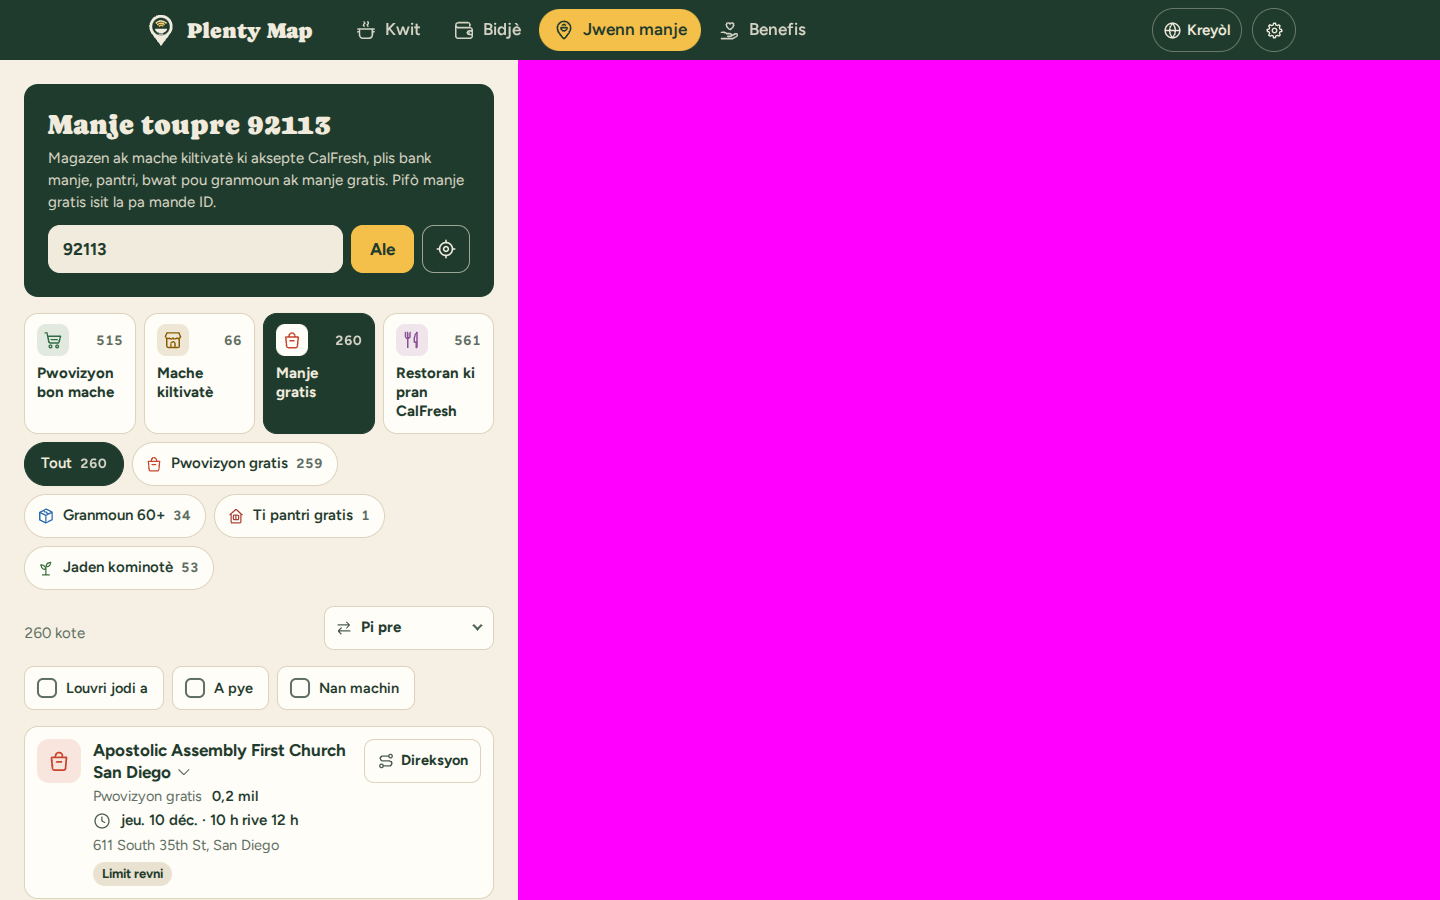 Plenty Map
Kwit
Bidjè
Jwenn manje
Benefis
Kreyòl
Manje toupre 92113
Magazen ak mache kiltivatè ki aksepte CalFresh, plis bank
manje, pantri, bwat pou granmoun ak manje gratis. Pifò manje
gratis isit la pa mande ID.
92113
Ale
515
Pwovizyon
bon mache
66
Mache
kiltivatè
260
Manje
gratis
561
Restoran ki
pran
CalFresh
Tout 260
Pwovizyon gratis 259
Granmoun 60+ 34
Ti pantri gratis 1
Jaden kominotè 53
260 kote
Pi pre
Louvri jodi a
A pye
Nan machin
Apostolic Assembly First Church
San Diego
Direksyon
Pwovizyon gratis 0,2 mil
jeu. 10 déc. · 10 h rive 12 h
611 South 35th St, San Diego
Limit revni